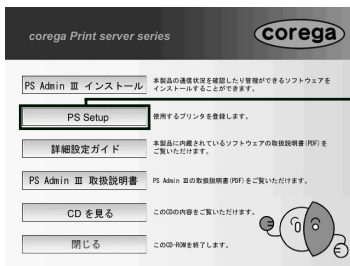 corega Print server series
corega
PS Admin Ⅲ インストール
本製品の通信状況を確認したり管理ができるソフトウェアを
インストールすることができます。
PS Setup
使用するプリンタを登録します。
詳細設定ガイド
本製品に内蔵されているソフトウェアの取扱説明書(PDF)を
ご覧いただけます。
PS Admin Ⅲ 取扱説明書
PS Admin Ⅲの取扱説明書(PDF)をご覧いただけます。
CD を見る
このCDの内容をご覧いただけます。
閉じる
このCD-ROMを終了します。